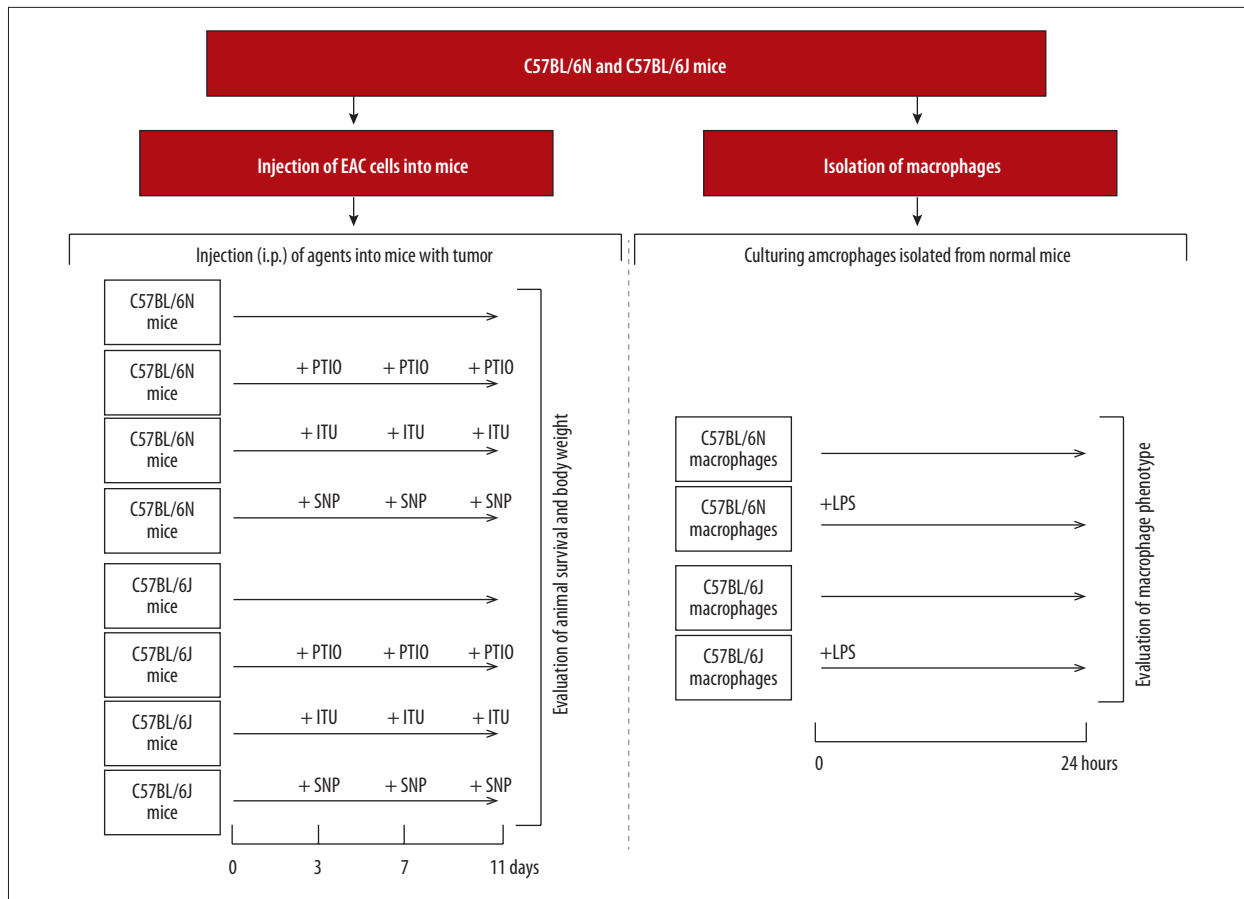 C57BL/6N and C57BL/6J mice
Injection of EAC cells into mice
Isolation of macrophages
Injection (i.p.) of agents into mice with tumor
C57BL/6N
mice
C57BL/6N
mice
+ PTIO + PTIO + PTIO
C57BL/6N
mice
+ ITU + ITU + ITU
C57BL/6N
mice
+ SNP + SNP + SNP
C57BL/6J
mice
C57BL/6J
mice
+ PTIO + PTIO + PTIO
C57BL/6J
mice
+ ITU + ITU + ITU
C57BL/6J
mice
+ SNP + SNP + SNP
0 3 7 11 days
Evaluation of animal survival and body weight
Culturing amcrophages isolated from normal mice
C57BL/6N
macrophages
C57BL/6N
macrophages
+LPS
C57BL/6J
macrophages
C57BL/6J
macrophages
+LPS
0 24 hours
Evaluation of macrophage phenotype